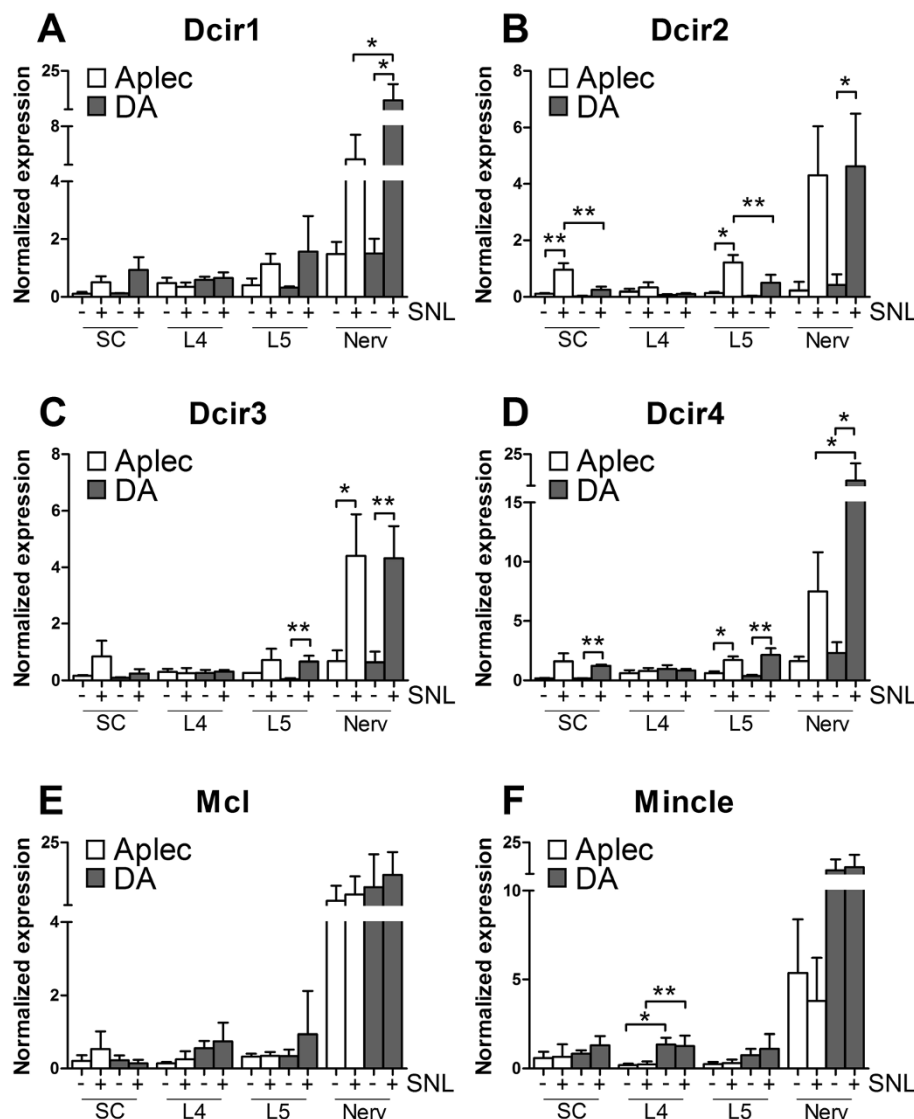 A Dcir1
Normalized expression
25
8
4
2
0
Aplec
DA
*
*
- + - + - + - + - + - + - + - + SNL
SC L4 L5 Nerv
B Dcir2
Normalized expression
8
6
4
2
0
Aplec
DA
**
**
*
**
*
- + - + - + - + - + - + - + - + SNL
SC L4 L5 Nerv
C Dcir3
Normalized expression
8
6
4
2
0
Aplec
DA
**
*
**
- + - + - + - + - + - + - + - + SNL
SC L4 L5 Nerv
D Dcir4
Normalized expression
25
15
10
5
0
Aplec
DA
**
*
**
*
*
- + - + - + - + - + - + - + - + SNL
SC L4 L5 Nerv
E Mcl
Normalized expression
25
4
2
0
Aplec
DA
- + - + - + - + - + - + - + - + SNL
SC L4 L5 Nerv
F Mincle
Normalized expression
25
10
5
0
Aplec
DA
*
**
- + - + - + - + - + - + - + - + SNL
SC L4 L5 Nerv